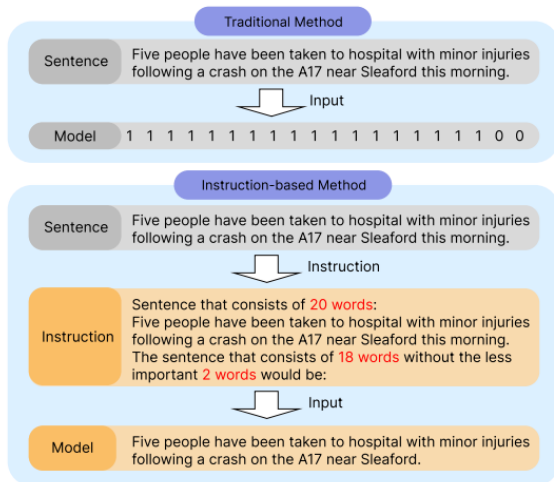 Traditional Method
Sentence
Five people have been taken to hospital with minor injuries
following a crash on the A17 near Sleaford this morning.
Input
Model
1 1 1 1 1 1 1 1 1 1 1 1 1 1 1 1 1 1 0 0
Instruction-based Method
Sentence
Five people have been taken to hospital with minor injuries
following a crash on the A17 near Sleaford this morning.
Instruction
Instruction
Sentence that consists of 20 words:
Five people have been taken to hospital with minor injuries
following a crash on the A17 near Sleaford this morning.
The sentence that consists of 18 words without the less
important 2 words would be:
Input
Model
Five people have been taken to hospital with minor injuries
following a crash on the A17 near Sleaford.